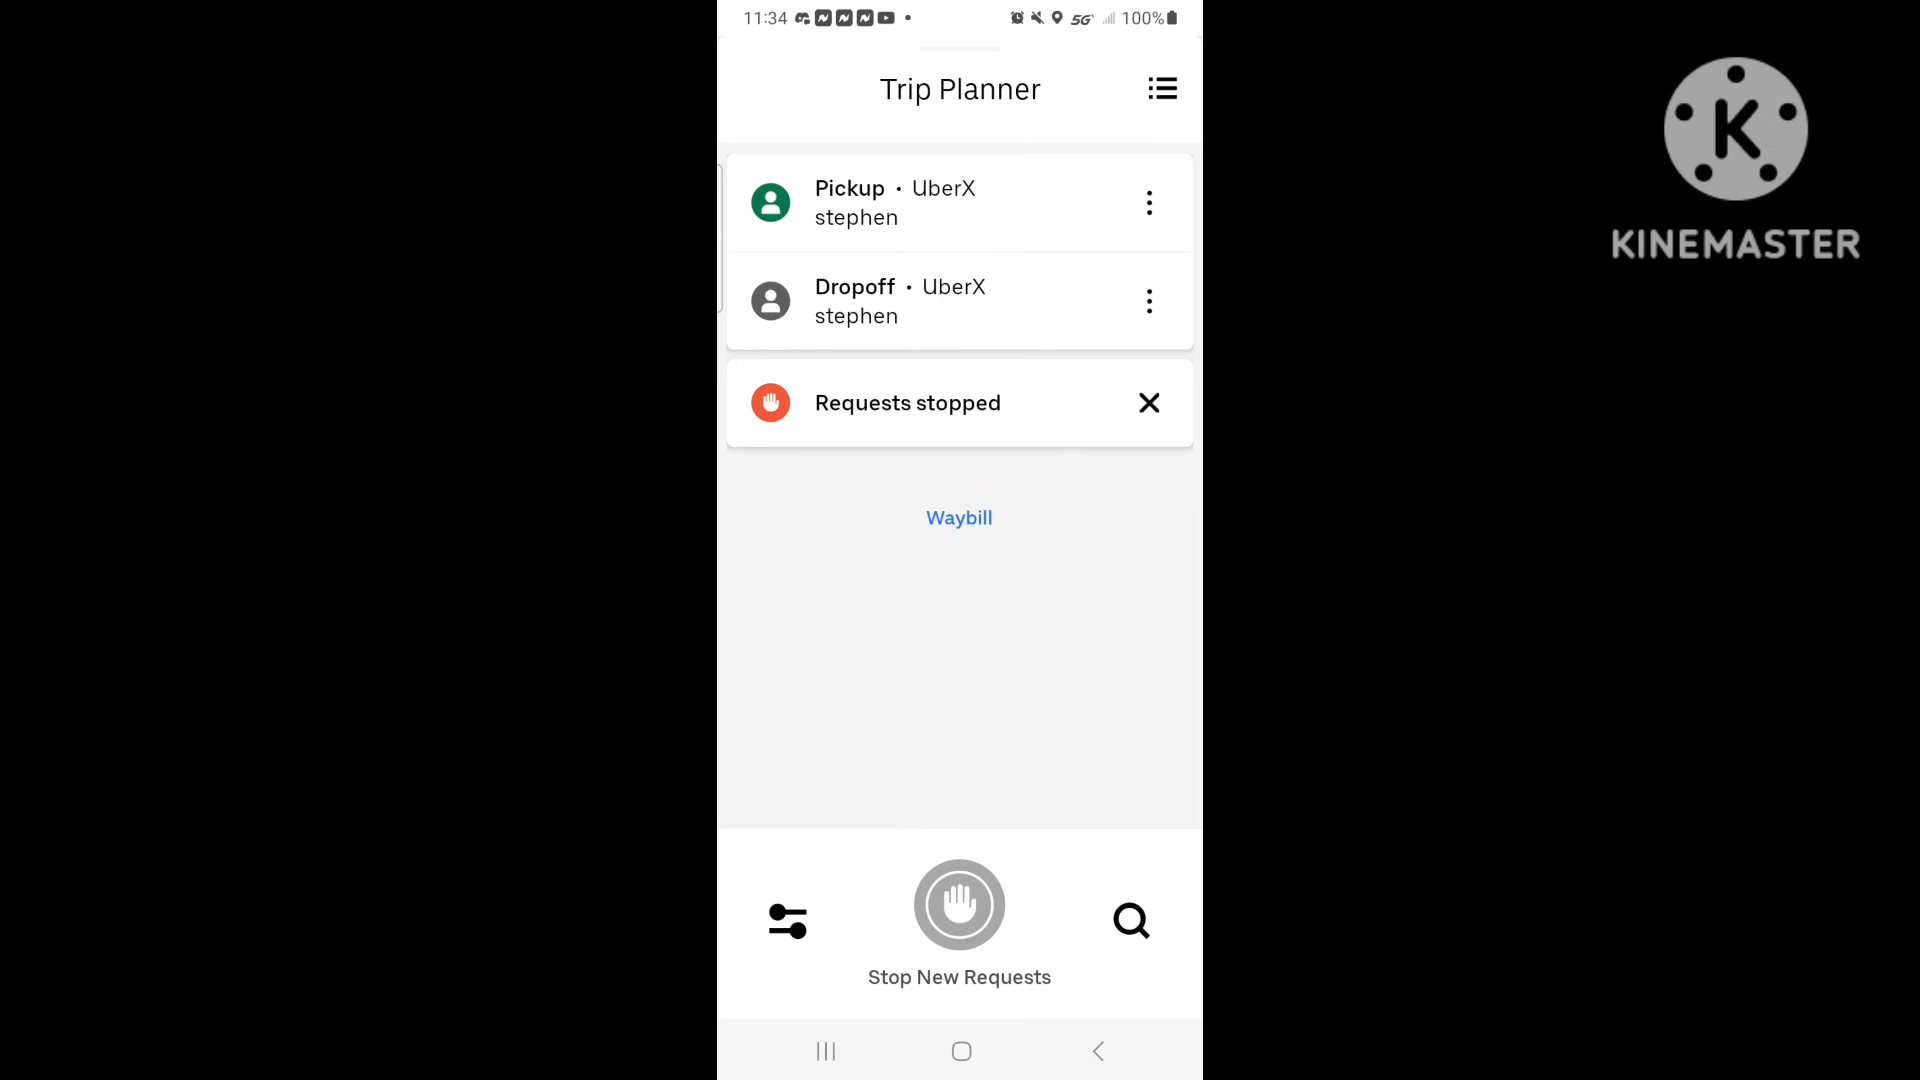 11:34
5G
100%
Trip Planner
Pickup • UberX
stephen
Dropoff • UberX
stephen
Requests stopped
Waybill
Stop New Requests
K
KINEMASTER